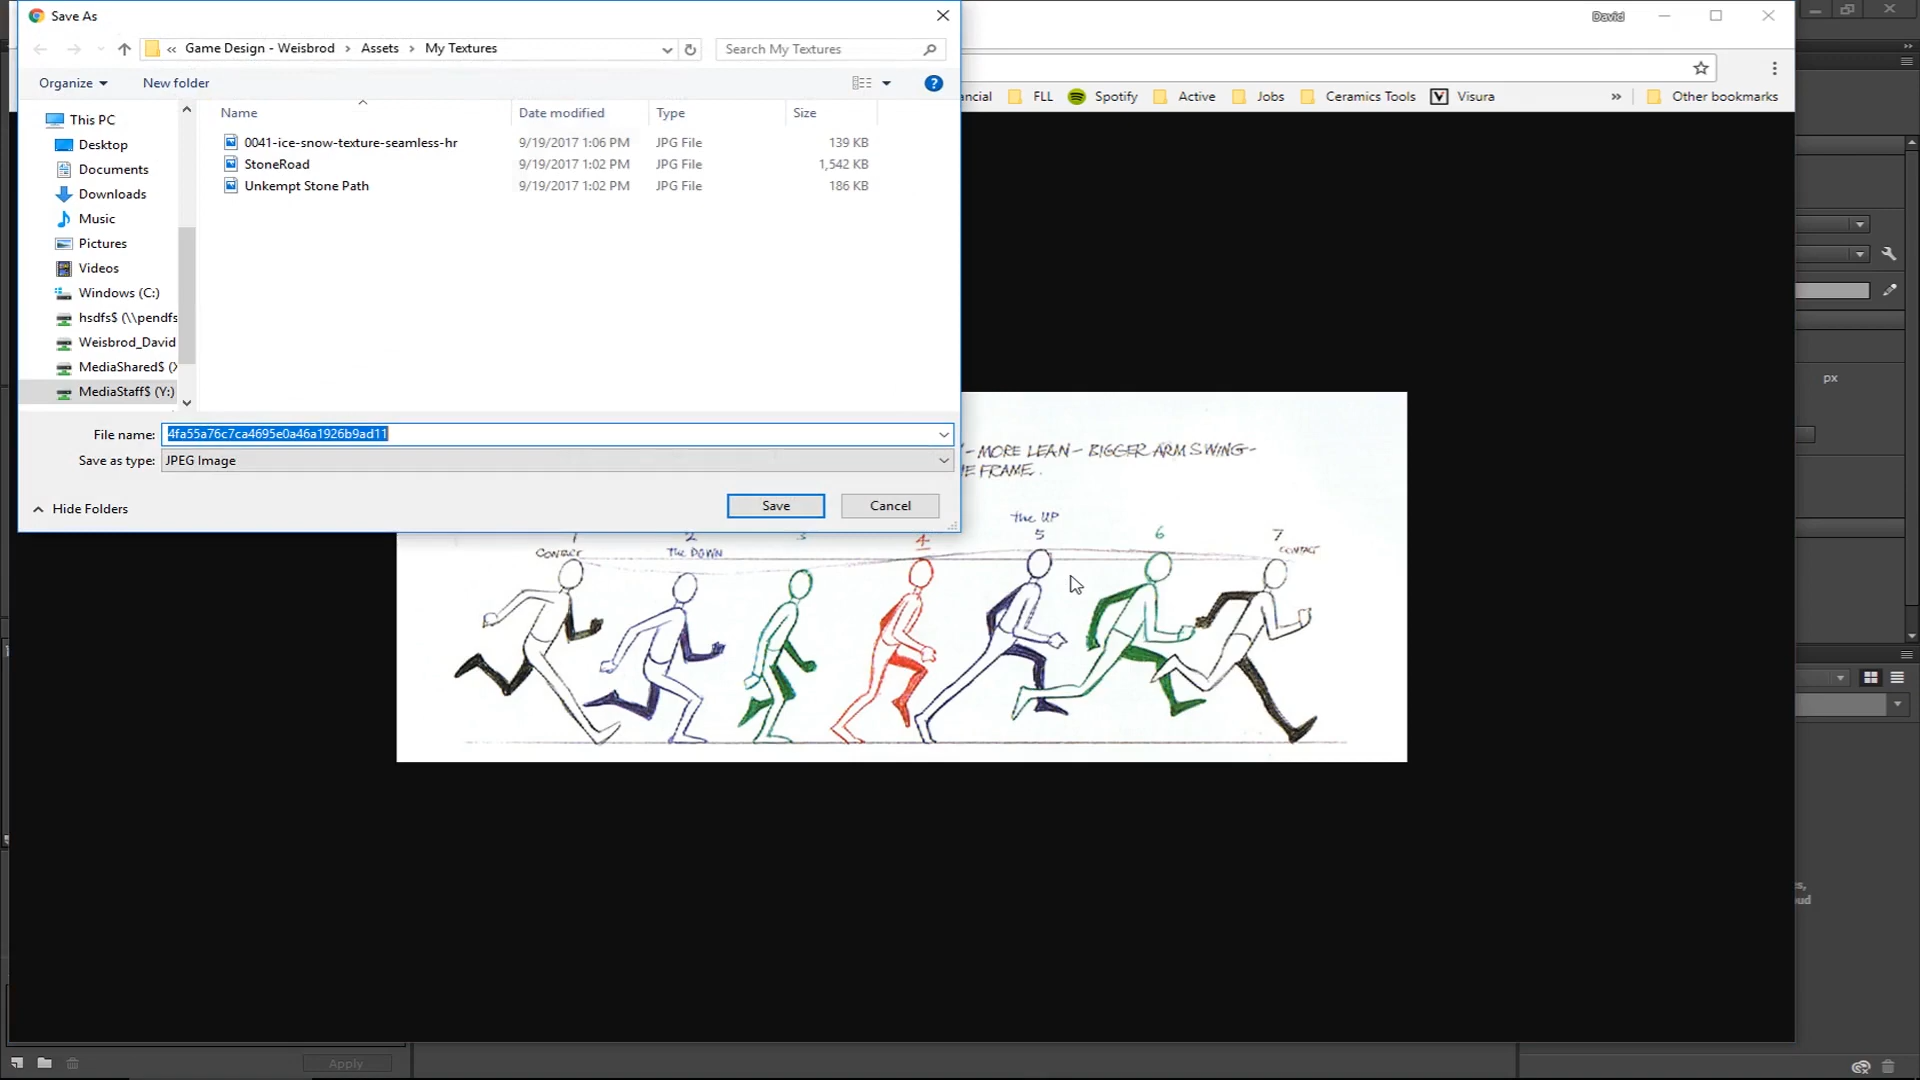 Save As
David
« Game Design - Weisbrod › Assets › My Textures
Search My Textures
Organize
New folder
ancial
FLL
Spotify
Active
Jobs
Ceramics Tools
Visura
»
Other bookmarks
This PC
Desktop
Documents
Downloads
Music
Pictures
Videos
Windows (C:)
hsdfs$ (\\pendfs
Weisbrod_David
MediaShared$ (X
MediaStaff$ (Y:)
Name Date modified Type Size
0041-ice-snow-texture-seamless-hr 9/19/2017 1:06 PM JPG File 139 KB
StoneRoad 9/19/2017 1:02 PM JPG File 1,542 KB
Unkempt Stone Path 9/19/2017 1:02 PM JPG File 186 KB
px
File name: 4fa55a76c7ca4695e0a46a1926b9ad11
Save as type: JPEG Image
Hide Folders
Save
Cancel
- MORE LEAN - BIGGER ARM SWING -
E FRAME.
the UP
1 2 3 4 5 6 7
CONTACT
the DOWN
CONTACT
s,
oud
Apply